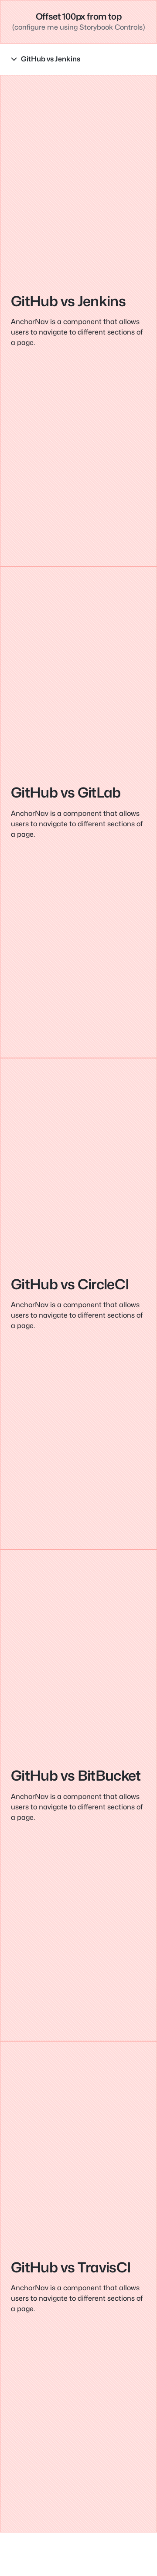 Offset 100px from top
(configure me using Storybook Controls)
GitHub vs Jenkins
GitHub vs Jenkins
AnchorNav is a component that allows
users to navigate to different sections of
a page.
GitHub vs GitLab
AnchorNav is a component that allows
users to navigate to different sections of
a page.
GitHub vs CircleCI
AnchorNav is a component that allows
users to navigate to different sections of
a page.
GitHub vs BitBucket
AnchorNav is a component that allows
users to navigate to different sections of
a page.
GitHub vs TravisCI
AnchorNav is a component that allows
users to navigate to different sections of
a page.